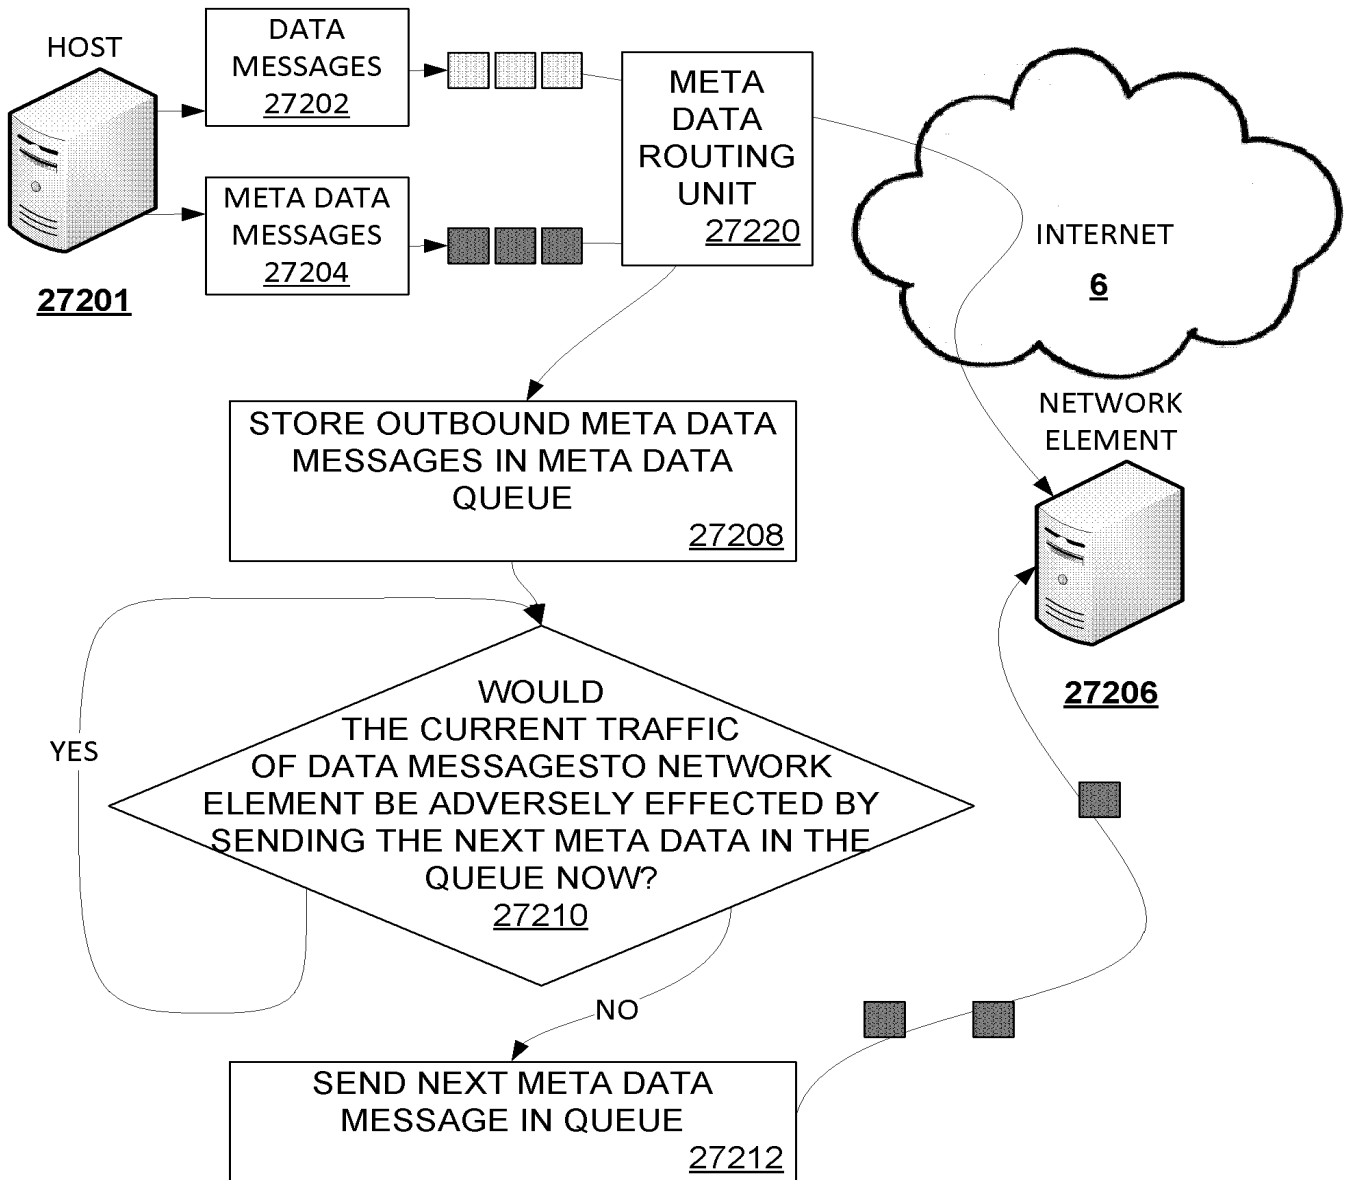 HOST
27201
DATA
MESSAGES
27202
META DATA
MESSAGES
27204
META
DATA
ROUTING
UNIT
27220
INTERNET
6
NETWORK
ELEMENT
27206
STORE OUTBOUND META DATA
MESSAGES IN META DATA
QUEUE
27208
WOULD
THE CURRENT TRAFFIC
OF DATA MESSAGESTO NETWORK
ELEMENT BE ADVERSELY EFFECTED BY
SENDING THE NEXT META DATA IN THE
QUEUE NOW?
27210
YES
NO
SEND NEXT META DATA
MESSAGE IN QUEUE
27212